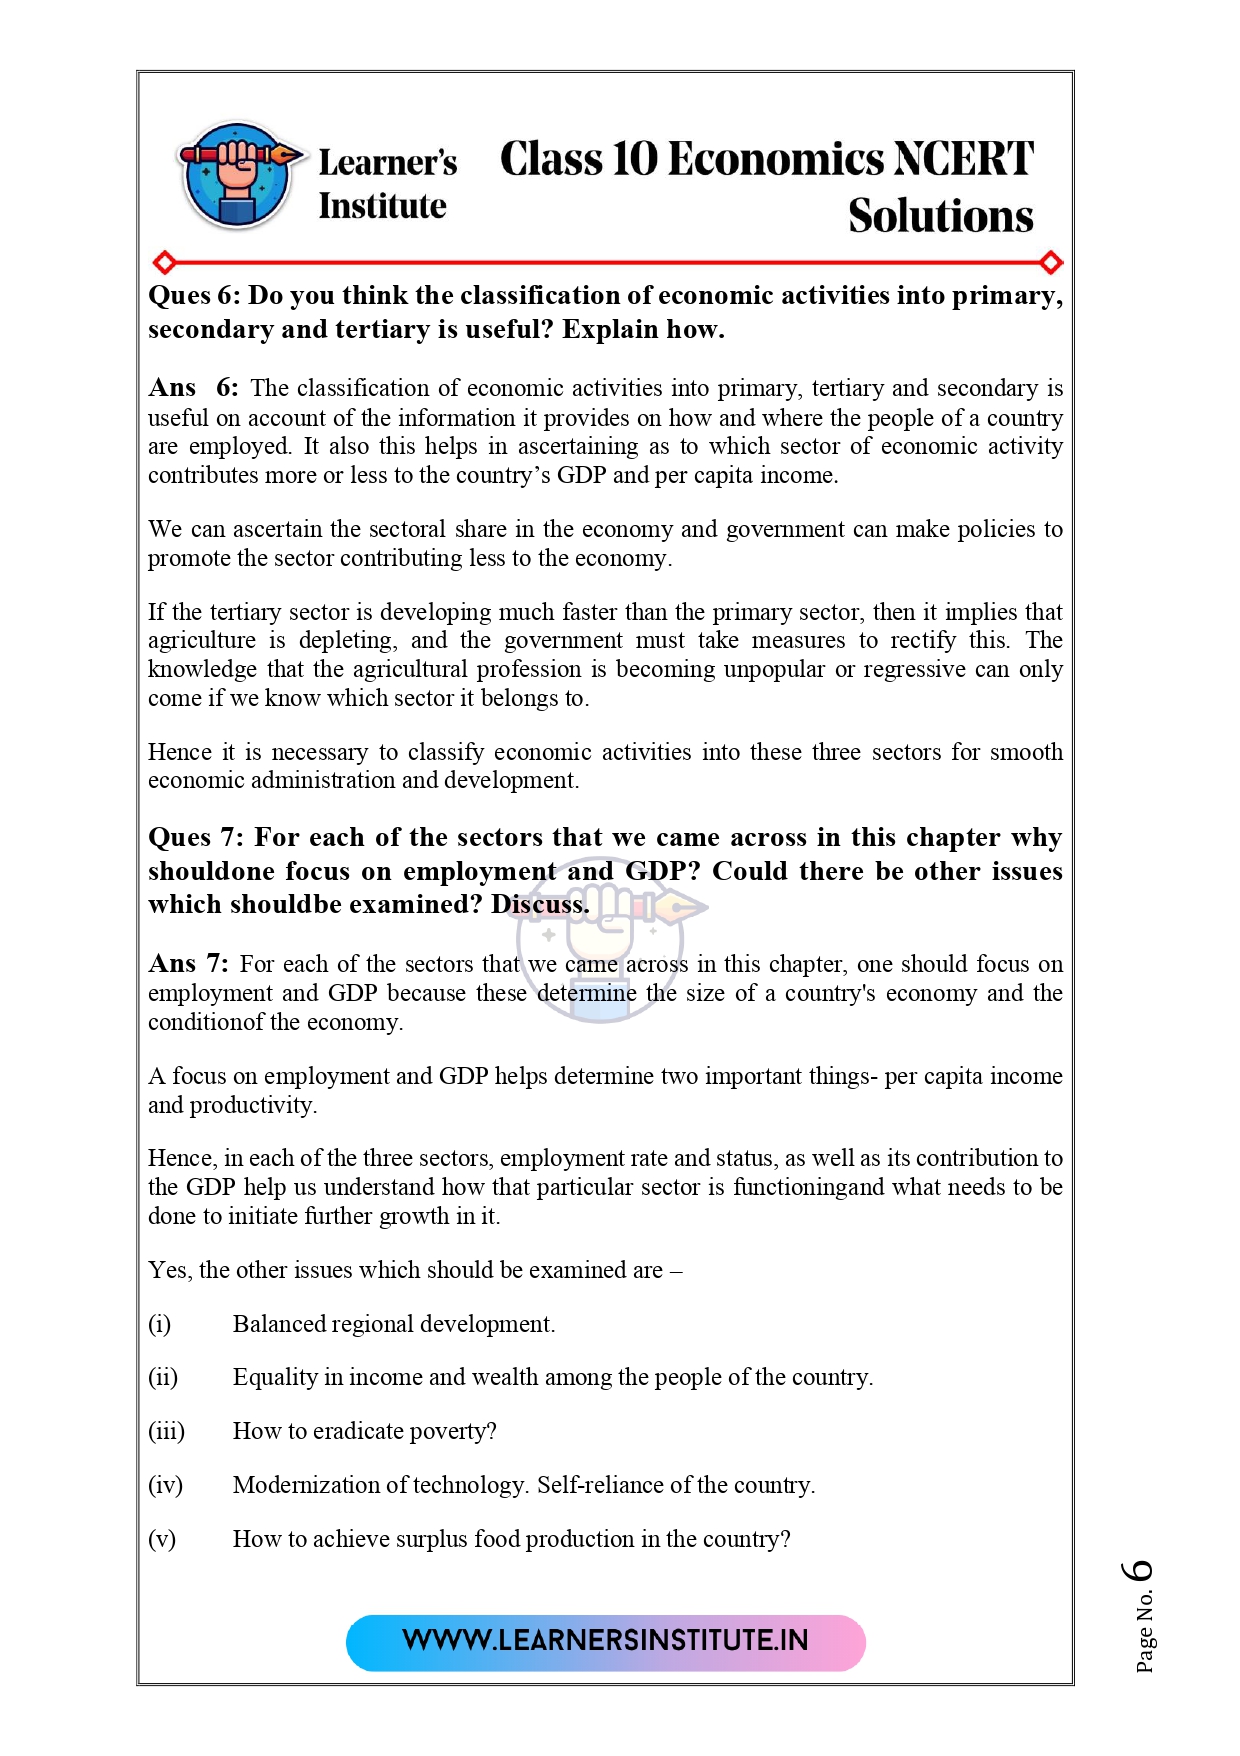 Learner's
Institute
Class 10 Economics NCERT
Solutions
Ques 6: Do you think the classification of economic activities into primary,
secondary and tertiary is useful? Explain how.
Ans 6: The classification of economic activities into primary, tertiary and secondary is
useful on account of the information it provides on how and where the people of a country
are employed. It also this helps in ascertaining as to which sector of economic activity
contributes more or less to the country’s GDP and per capita income.
We can ascertain the sectoral share in the economy and government can make policies to
promote the sector contributing less to the economy.
If the tertiary sector is developing much faster than the primary sector, then it implies that
agriculture is depleting, and the government must take measures to rectify this. The
knowledge that the agricultural profession is becoming unpopular or regressive can only
come if we know which sector it belongs to.
Hence it is necessary to classify economic activities into these three sectors for smooth
economic administration and development.
Ques 7: For each of the sectors that we came across in this chapter why
shouldone focus on employment and GDP? Could there be other issues
which shouldbe examined? Discuss.
Ans 7: For each of the sectors that we came across in this chapter, one should focus on
employment and GDP because these determine the size of a country's economy and the
conditionof the economy.
A focus on employment and GDP helps determine two important things- per capita income
and productivity.
Hence, in each of the three sectors, employment rate and status, as well as its contribution to
the GDP help us understand how that particular sector is functioningand what needs to be
done to initiate further growth in it.
Yes, the other issues which should be examined are –
(i) Balanced regional development.
(ii) Equality in income and wealth among the people of the country.
(iii) How to eradicate poverty?
(iv) Modernization of technology. Self-reliance of the country.
(v) How to achieve surplus food production in the country?
WWW.LEARNERSINSTITUTE.IN
Page No. 6